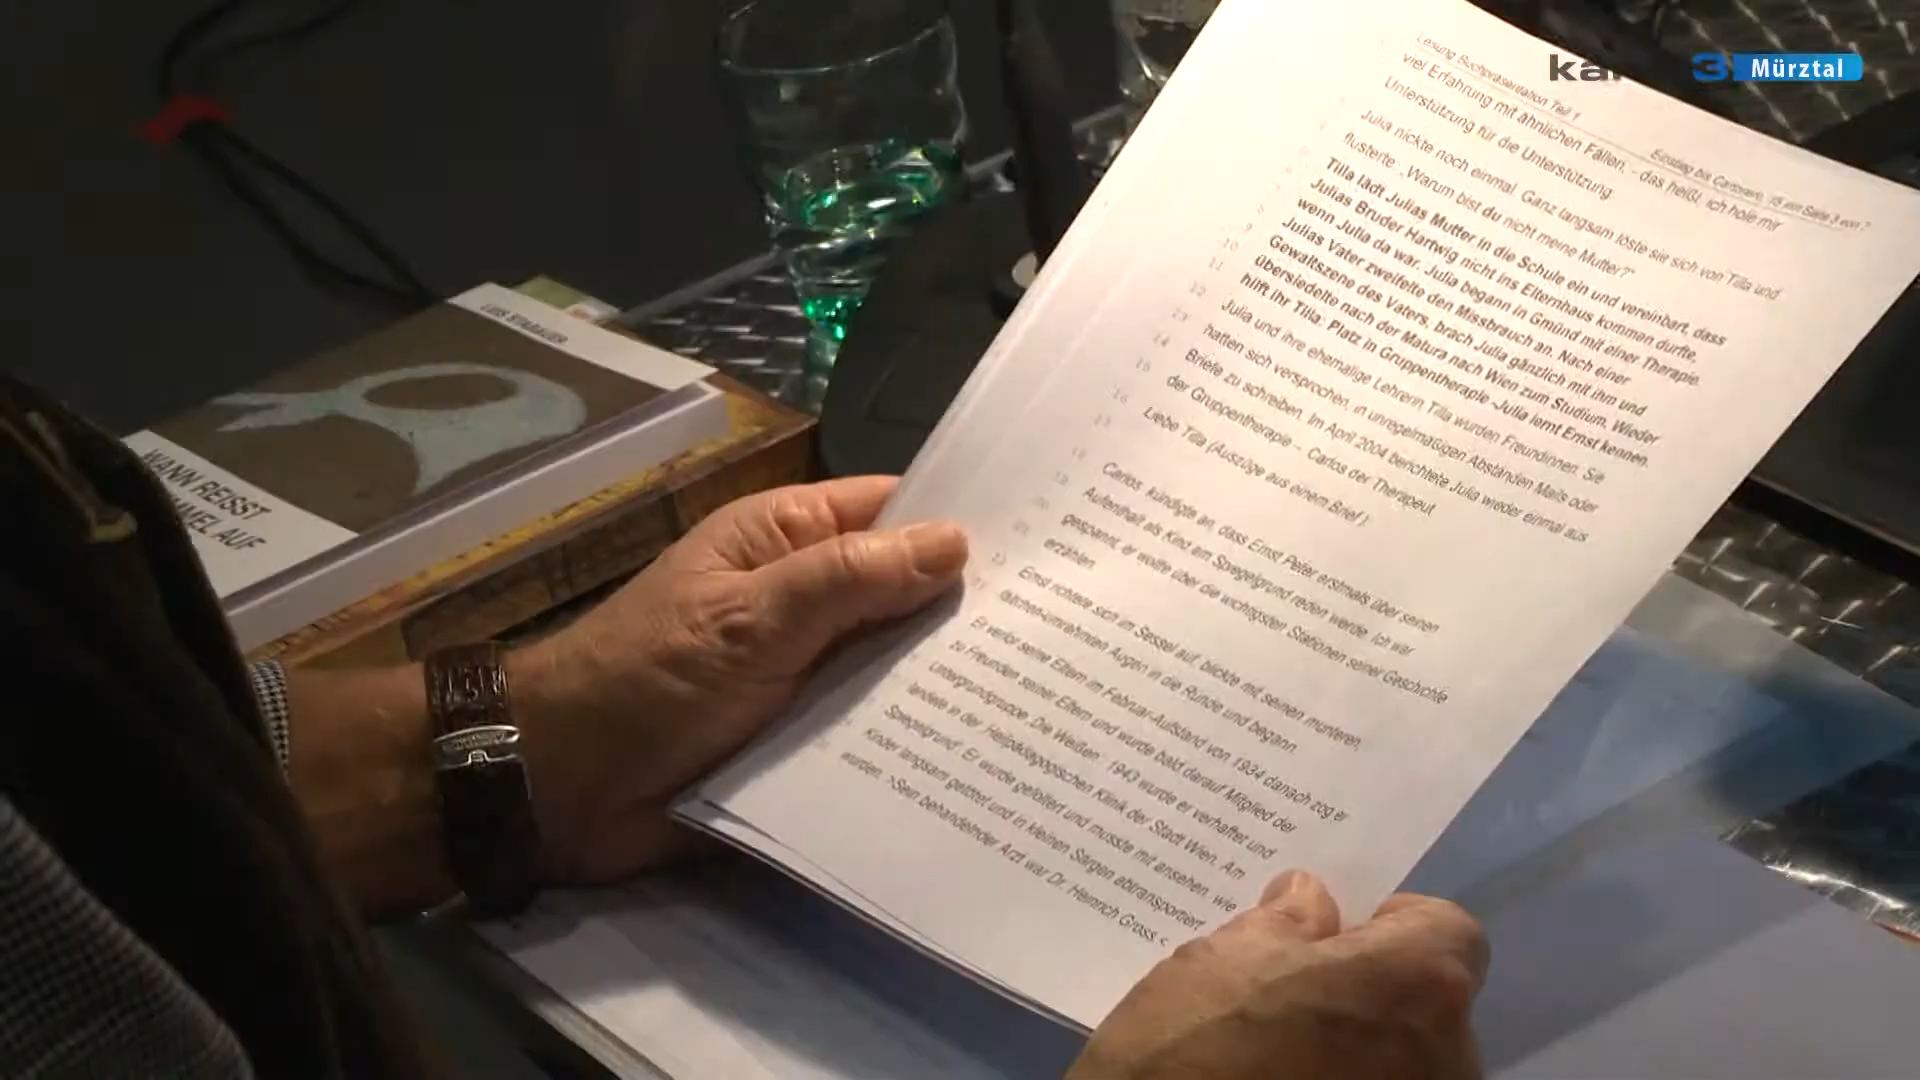 Mürztal
Lesung Buchpräsentation Teil 1
viel Erfahrung mit ähnlichen Fällen, - das heißt, ich hole mir
Unterstützung für die Unterstützung
Julia nickte noch einmal. Ganz langsam löste sie sich von Tilla und
flüsterte: „Warum bist du nicht meine Mutter?"
Tilla lädt Julias Mutter in die Schule ein und vereinbart, dass
Julias Bruder Hartwig nicht ins Elternhaus kommen durfte,
wenn Julia da war. Julia begann in Gmünd mit einer Therapie.
Julias Vater zweifelte den Missbrauch an. Nach einer
Gewaltszene des Vaters, brach Julia gänzlich mit ihm und
übersiedelte nach der Matura nach Wien zum Studium. Wieder
hilft ihr Tilla: Platz in Gruppentherapie -Julia lernt Ernst kennen.
Julia und ihre ehemalige Lehrerin Tilla wurden Freundinnen. Sie
hatten sich versprochen, in unregelmäßigen Abständen Mails oder
Briefe zu schreiben. Im April 2004 berichtete Julia wieder einmal aus
der Gruppentherapie – Carlos der Therapeut
Liebe Tilla (Auszüge aus einem Brief )
Carlos kündigte an, dass Ernst Peter erstmals über seinen
Aufenthalt als Kind am Spiegelgrund reden werde. Ich war
gespannt, er wollte über die wichtigsten Stationen seiner Geschichte
erzählen.
Ernst richtete sich im Sessel auf, blickte mit seinen munteren,
fältchen-umrahmten Augen in die Runde und begann.
Er verlor seine Eltern im Februar-Aufstand von 1934 danach zog er
zu Freunden seiner Eltern und wurde bald darauf Mitglied der
Untergrundgruppe „Die Weißen". 1943 wurde er verhaftet und
landete in der „Heilpädagogischen Klinik der Stadt Wien. Am
Spiegelgrund". Er wurde gefoltert und musste mit ansehen, wie
Kinder langsam getötet und in kleinen Särgen abtransportiert
wurden. >Sein behandelnder Arzt war Dr. Heinrich Gross <
LUIS STABAUER
WANN REISST
MMEL AUF